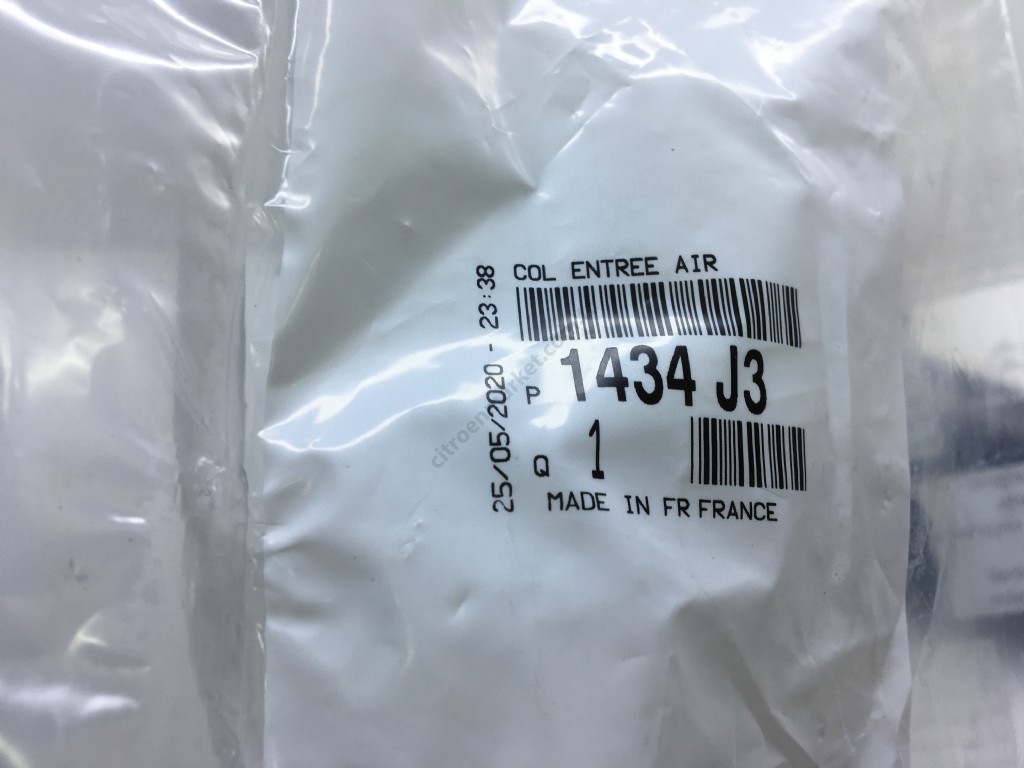 COL ENTREE AIR
25/05/2020 - 23:38
P 1434 J3
Q 1
MADE IN FR FRANCE